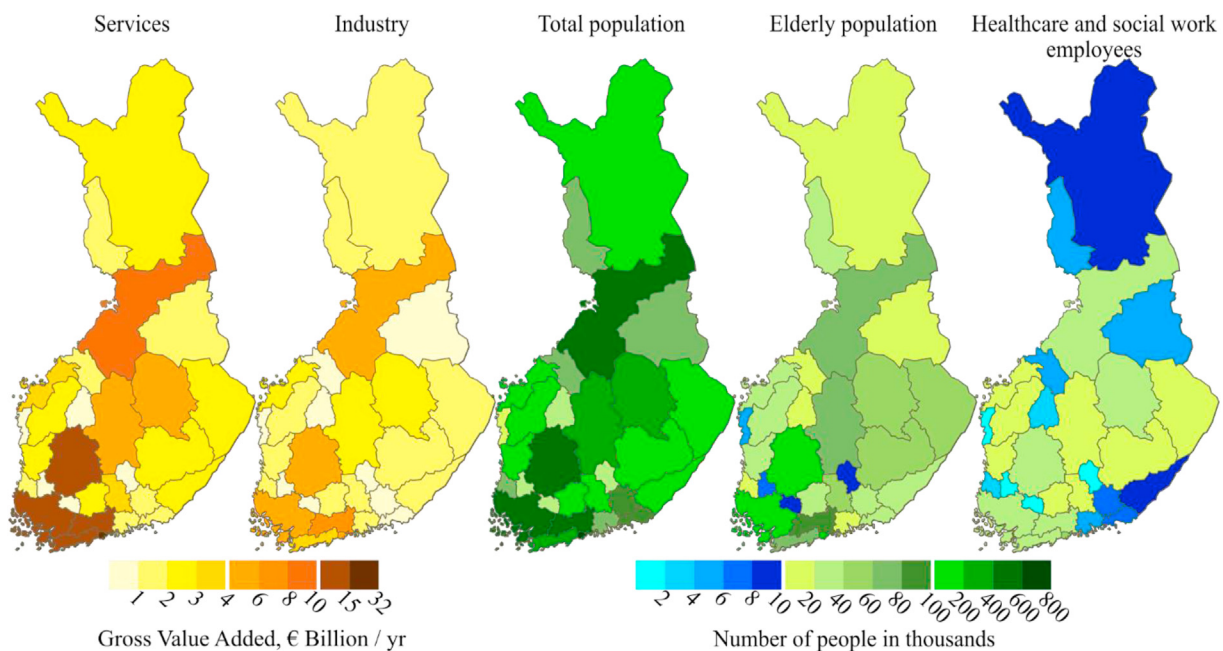 Services
Industry
Total population
Elderly population
Healthcare and social work
employees
1 2 3 4 6 8 10 15 32
2 4 6 8 10 20 40 60 80 100 200 400 600 800
Gross Value Added, € Billion / yr
Number of people in thousands